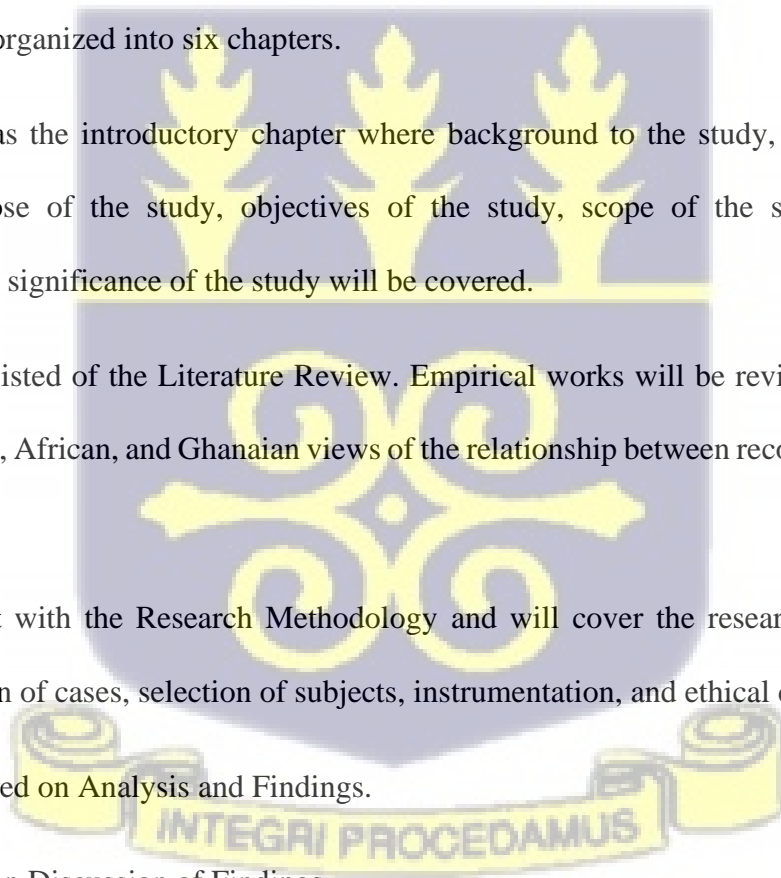 organized into six chapters.
as the introductory chapter where background to the study,
ose of the study, objectives of the study, scope of the s
significance of the study will be covered.
isted of the Literature Review. Empirical works will be revi
, African, and Ghanaian views of the relationship between reco
t with the Research Methodology and will cover the resear
n of cases, selection of subjects, instrumentation, and ethical c
ed on Analysis and Findings.
INTEGRI PROCEDAMUS
n Discussion of Findings